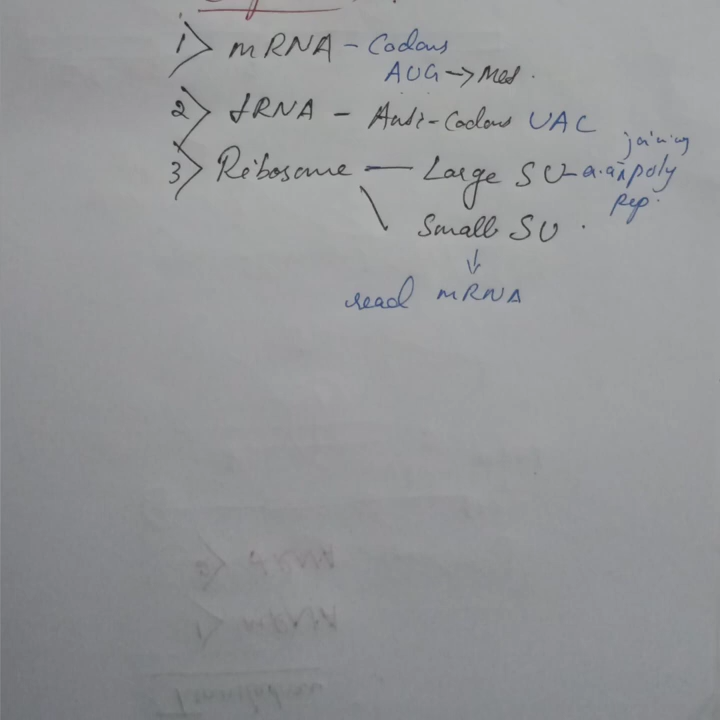 1> mRNA - Codons
AUG → Met.
2> tRNA - Anti-Codons UAC
3> Ribosome — Large SU - a.a in poly
joining
pep.
Small SU.
↓
read mRNA